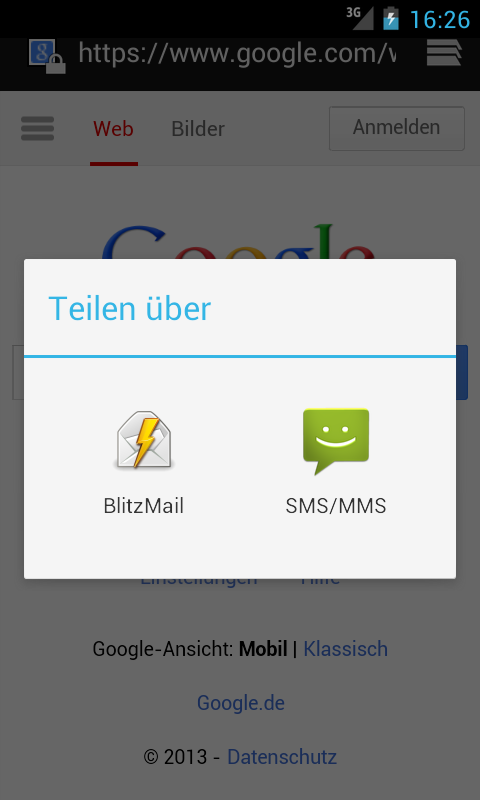 3G 16:26
https://www.google.com/
Web Bilder Anmelden
Google
Teilen über
BlitzMail SMS/MMS
Einstellungen Hilfe
Google-Ansicht: Mobil | Klassisch
Google.de
© 2013 - Datenschutz